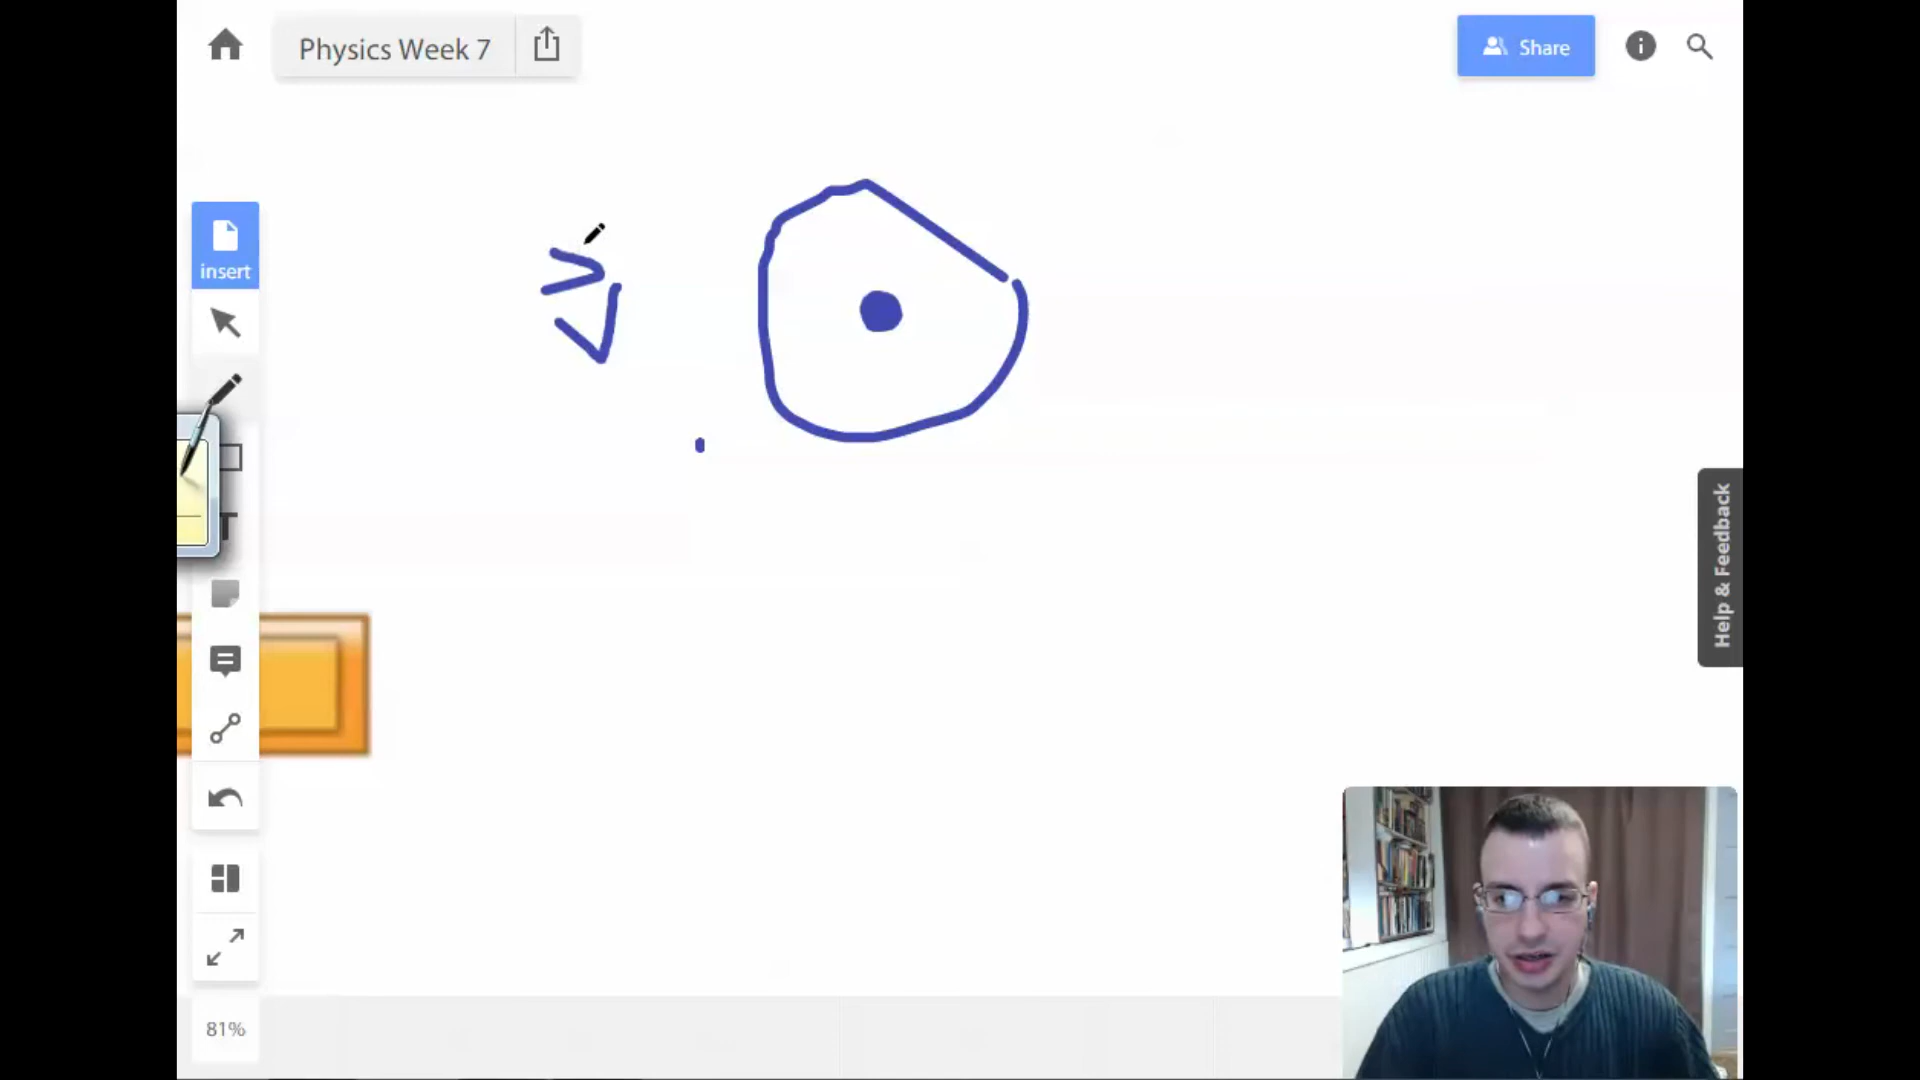 Physics Week 7
Share
insert
T
Help & Feedback
81%